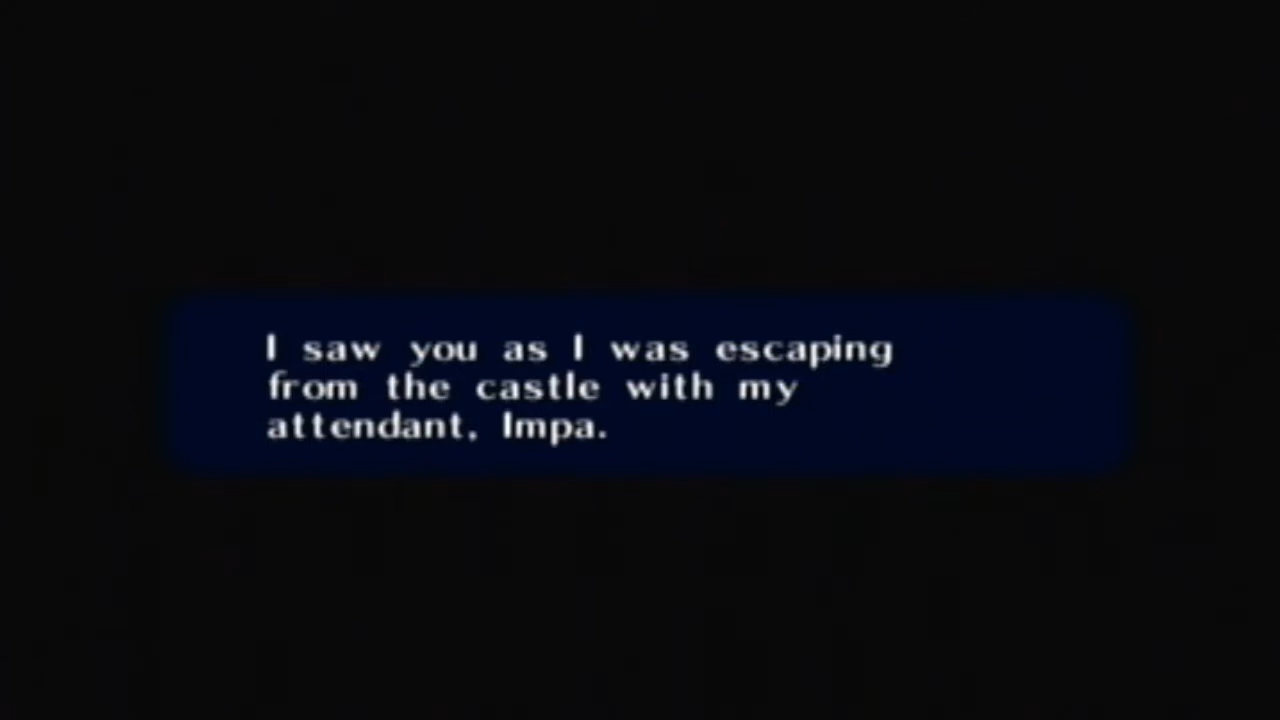 I saw you as I was escaping
from the castle with my
attendant, Impa.